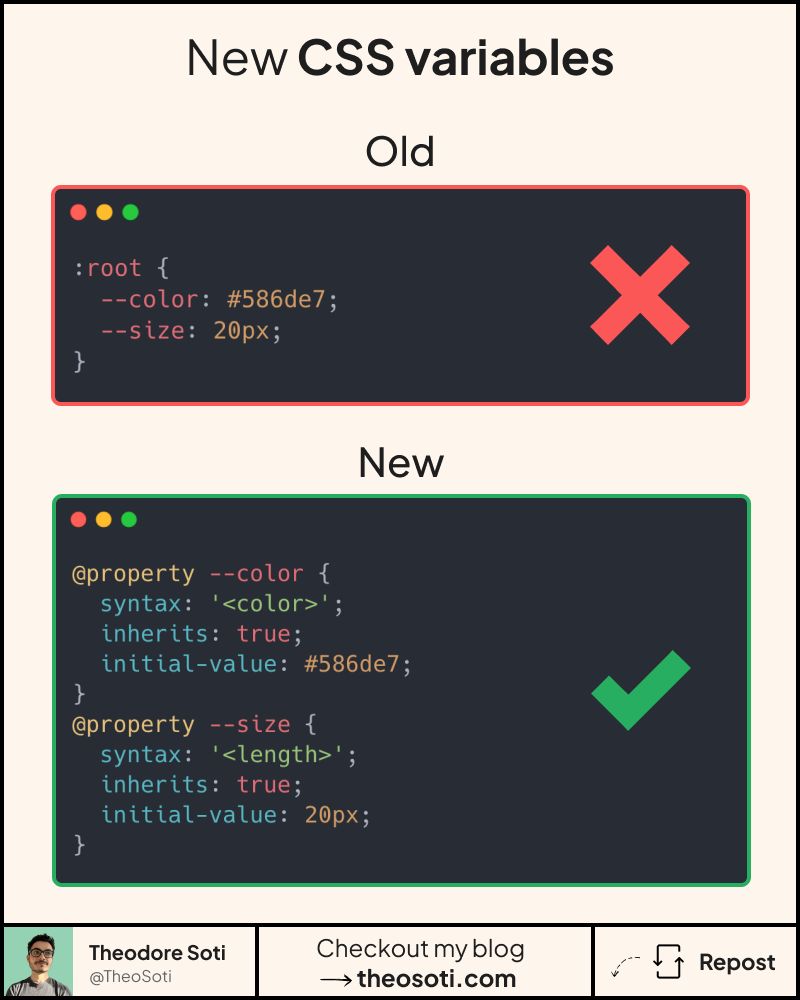 New CSS variables
Old
:root {
  --color: #586de7;
  --size: 20px;
}
New
@property --color {
  syntax: '<color>';
  inherits: true;
  initial-value: #586de7;
}
@property --size {
  syntax: '<length>';
  inherits: true;
  initial-value: 20px;
}
Theodore Soti
@TheoSoti
Checkout my blog
→ theosoti.com
Repost